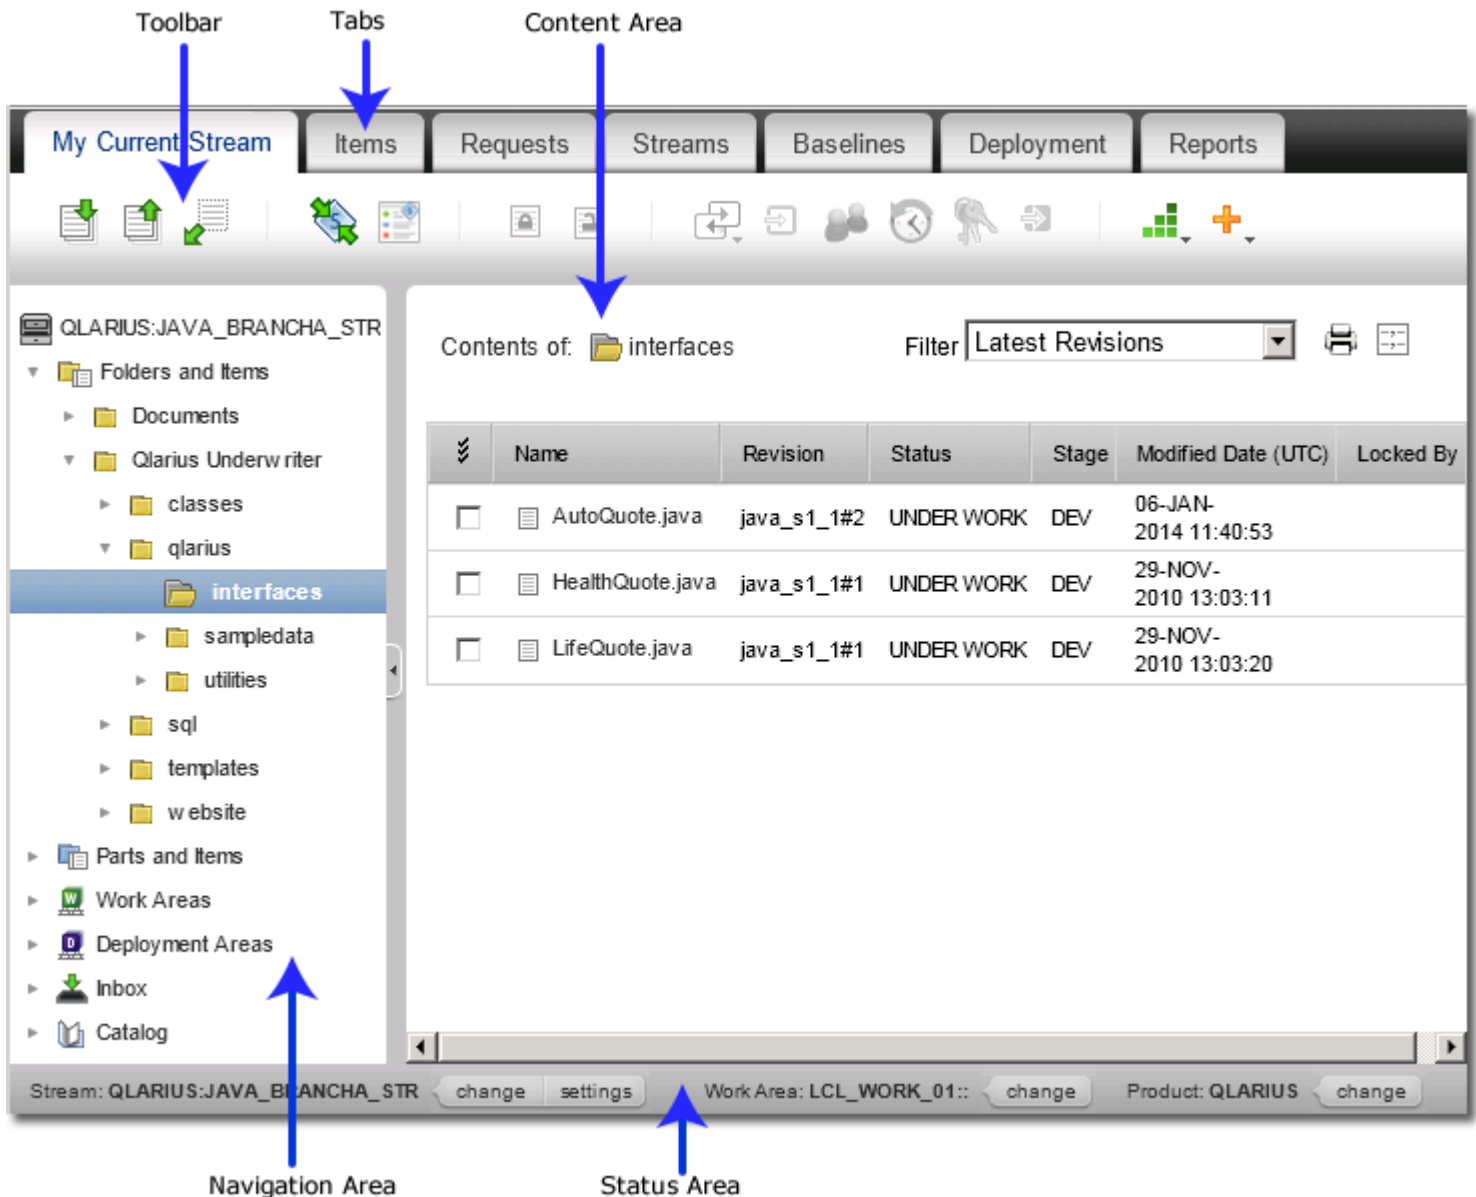 Toolbar Tabs Content Area
My Current Stream Items Requests Streams Baselines Deployment Reports
QLARIUS:JAVA_BRANCHA_STR
Folders and Items
Documents
Qlarius Underwriter
classes
qlarius
interfaces
sampledata
utilities
sql
templates
website
Parts and Items
Work Areas
Deployment Areas
Inbox
Catalog
Contents of: interfaces Filter Latest Revisions
Name Revision Status Stage Modified Date (UTC) Locked By
AutoQuote.java java_s1_1#2 UNDER WORK DEV 06-JAN-
2014 11:40:53
HealthQuote.java java_s1_1#1 UNDER WORK DEV 29-NOV-
2010 13:03:11
LifeQuote.java java_s1_1#1 UNDER WORK DEV 29-NOV-
2010 13:03:20
Stream: QLARIUS:JAVA_BRANCHA_STR change settings Work Area: LCL_WORK_01:: change Product: QLARIUS change
Navigation Area Status Area